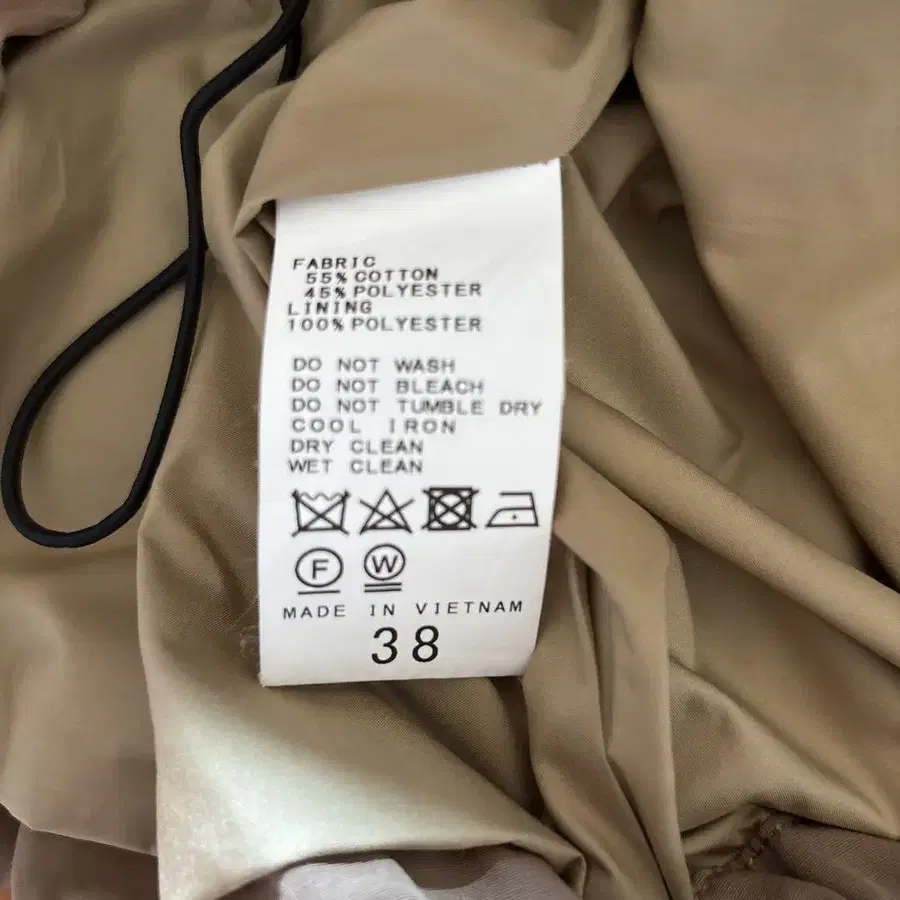 FABRIC
55% COTTON
45% POLYESTER
LINING
100% POLYESTER
DO NOT WASH
DO NOT BLEACH
DO NOT TUMBLE DRY
COOL IRON
DRY CLEAN
WET CLEAN
F W
MADE IN VIETNAM
38